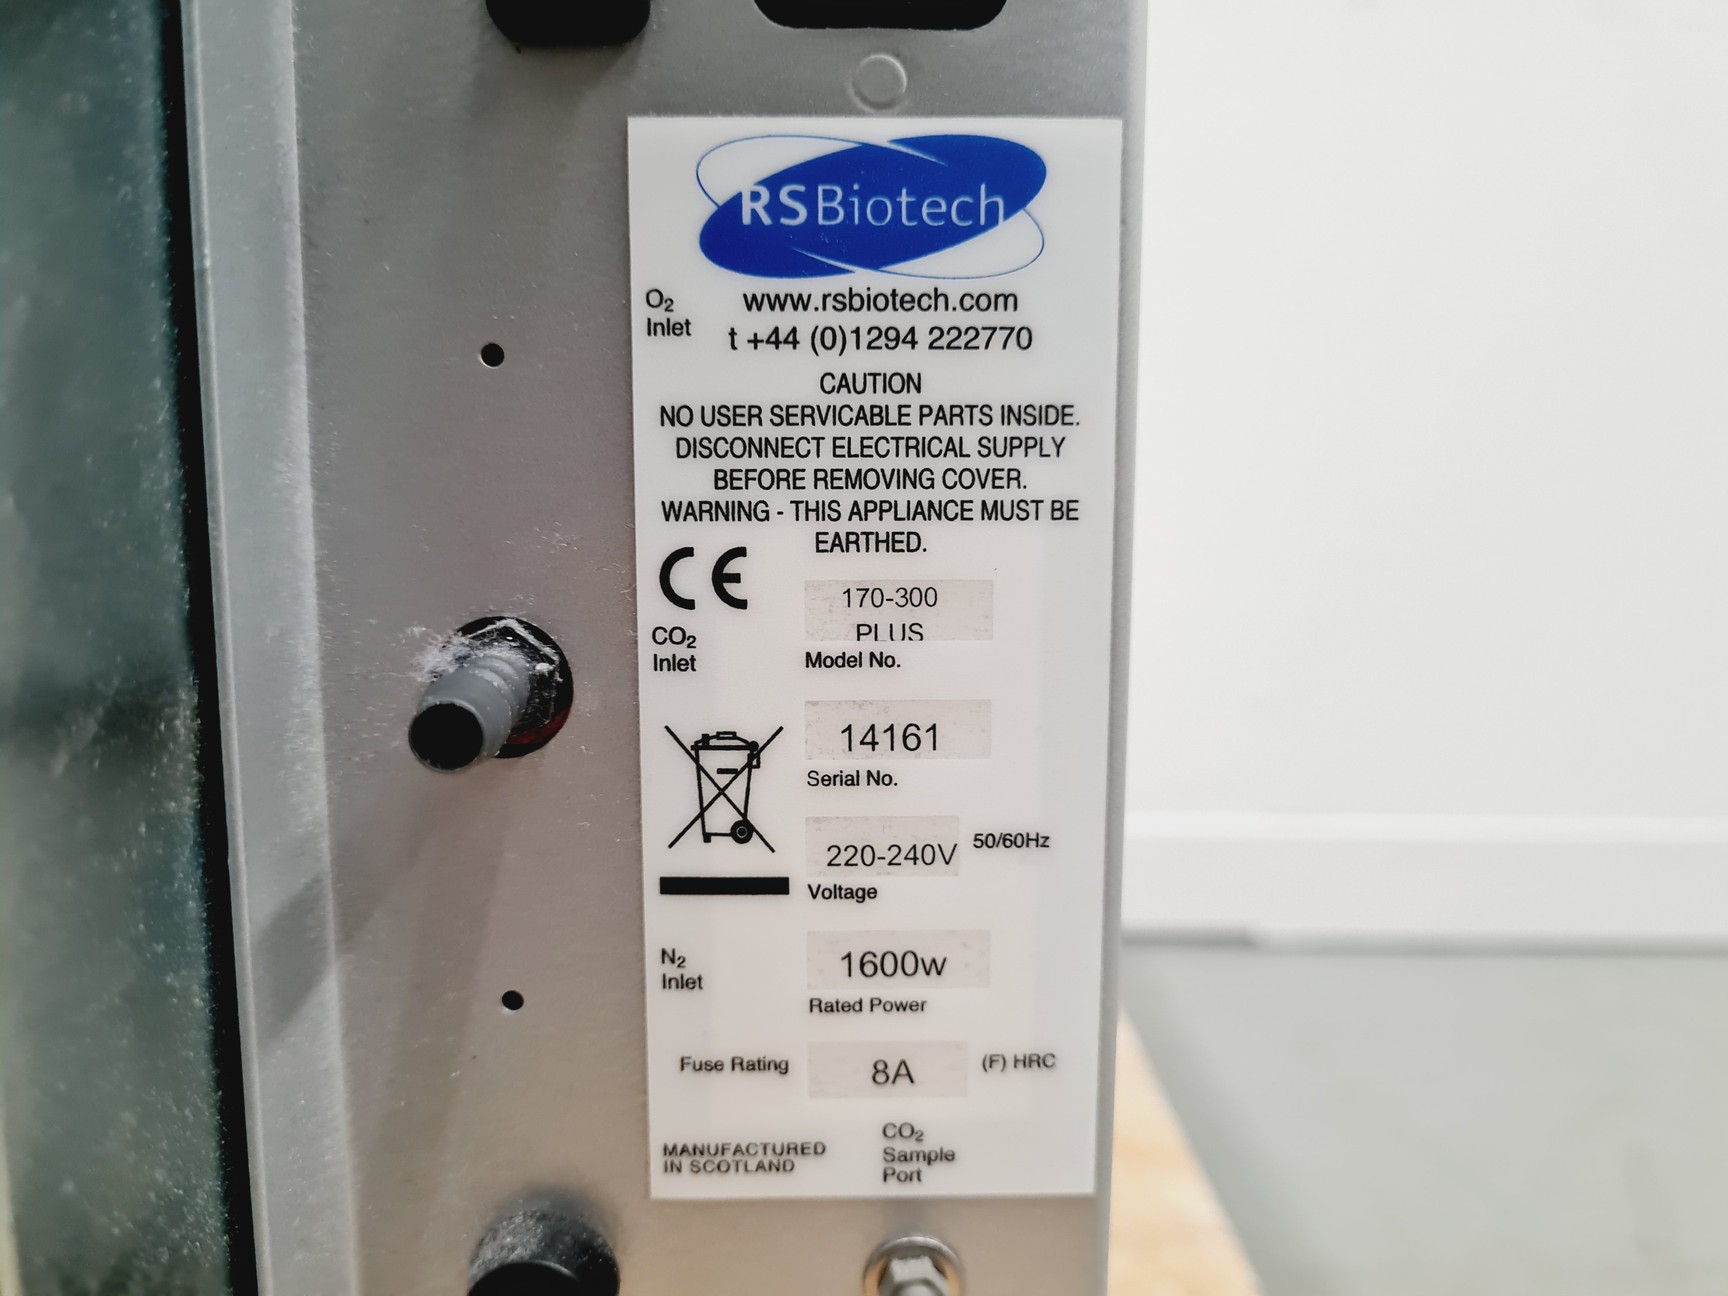 RSBiotech
O2
Inlet
www.rsbiotech.com
t +44 (0)1294 222770
CAUTION
NO USER SERVICABLE PARTS INSIDE.
DISCONNECT ELECTRICAL SUPPLY
BEFORE REMOVING COVER.
WARNING - THIS APPLIANCE MUST BE
EARTHED.
CE
170-300
PLUS
CO2
Inlet
Model No.
14161
Serial No.
220-240V 50/60Hz
Voltage
N2
Inlet
1600w
Rated Power
Fuse Rating 8A (F) HRC
MANUFACTURED
IN SCOTLAND
CO2
Sample
Port